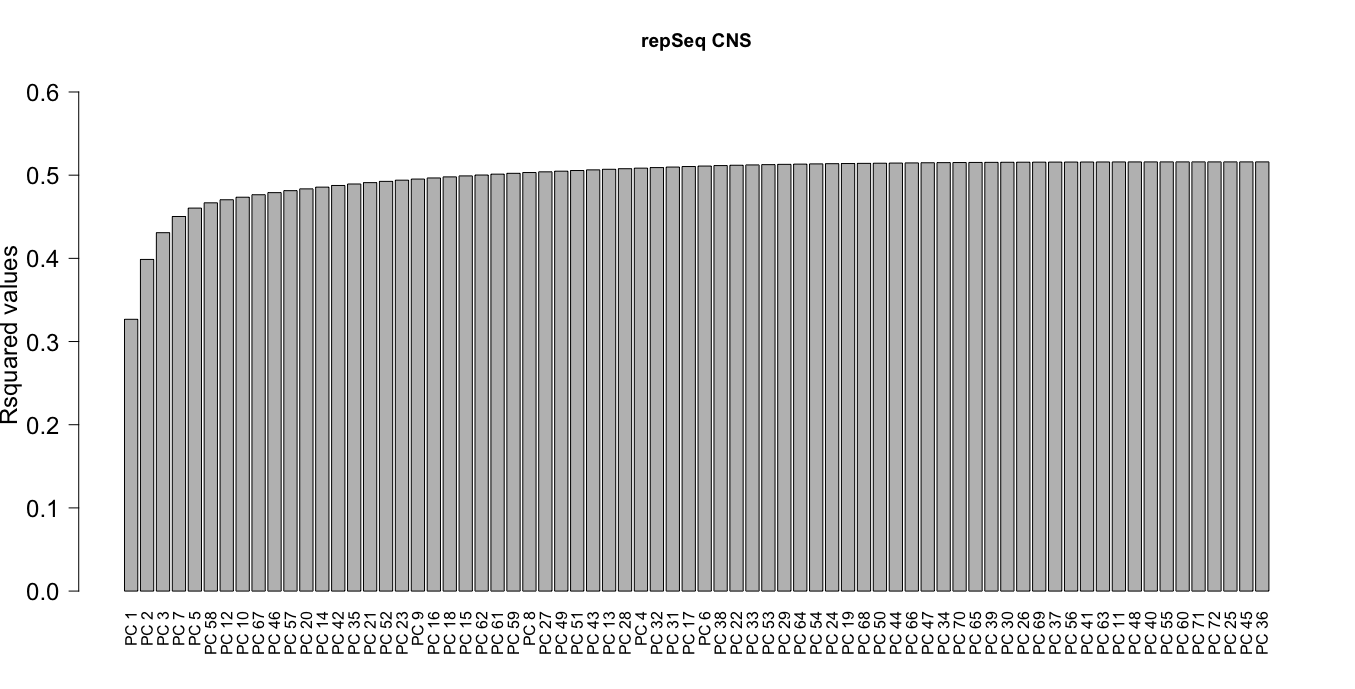 repSeq CNS
Rsquared values
0.6
0.5
0.4
0.3
0.2
0.1
0.0
PC 1
PC 2
PC 3
PC 7
PC 5
PC 58
PC 12
PC 10
PC 67
PC 46
PC 57
PC 20
PC 14
PC 42
PC 35
PC 21
PC 52
PC 23
PC 9
PC 16
PC 18
PC 15
PC 62
PC 61
PC 59
PC 8
PC 27
PC 49
PC 51
PC 43
PC 13
PC 28
PC 4
PC 32
PC 31
PC 17
PC 6
PC 38
PC 22
PC 33
PC 53
PC 29
PC 64
PC 54
PC 24
PC 19
PC 68
PC 50
PC 44
PC 66
PC 47
PC 34
PC 70
PC 65
PC 39
PC 30
PC 26
PC 69
PC 37
PC 56
PC 41
PC 63
PC 11
PC 48
PC 40
PC 55
PC 60
PC 71
PC 72
PC 25
PC 45
PC 36